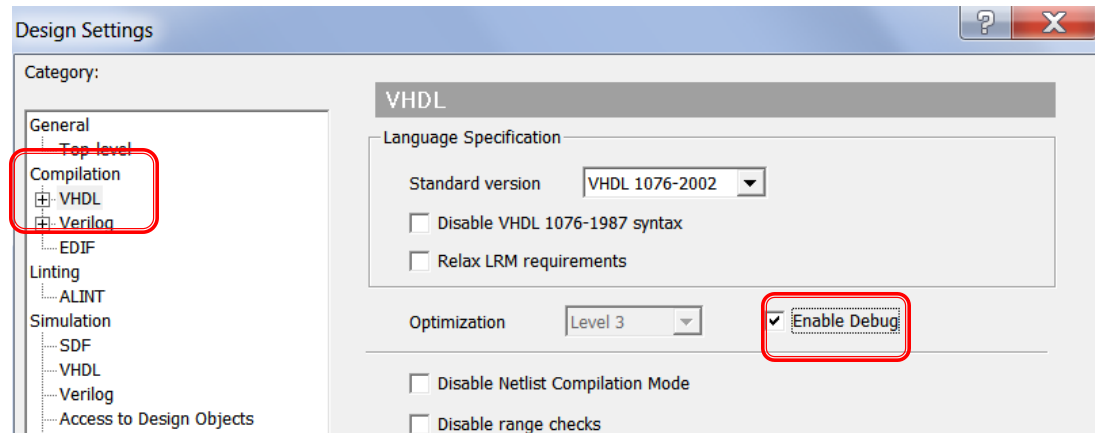 Design Settings
Category:
General
Top-level
Compilation
VHDL
Verilog
EDIF
Linting
ALINT
Simulation
SDF
VHDL
Verilog
Access to Design Objects
VHDL
Language Specification
Standard version VHDL 1076-2002
Disable VHDL 1076-1987 syntax
Relax LRM requirements
Optimization Level 3 Enable Debug
Disable Netlist Compilation Mode
Disable range checks